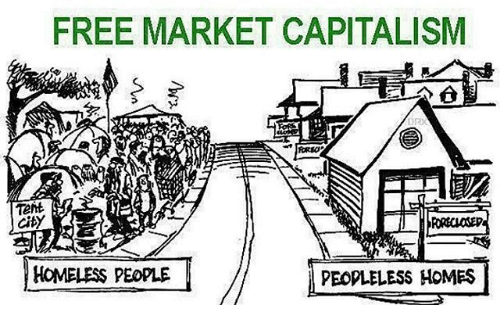 FREE MARKET CAPITALISM
Tent
City
HOMELESS PEOPLE
FORECLOSED
PEOPLELESS HOMES